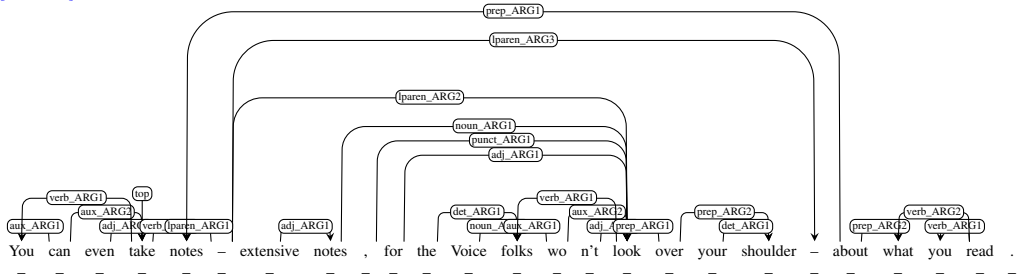 prep_ARG1
lparen_ARG3
lparen_ARG2
noun_ARG1
punct_ARG1
adj_ARG1
verb_ARG1 top verb_ARG1
aux_ARG2 det_ARG1 aux_ARG2 prep_ARG2 verb_ARG2
aux_ARG1 lparen_ARG1 adj_ARG1 aux_ARG1 prep_ARG1 det_ARG1 prep_ARG2 verb_ARG1
You can even take notes – extensive notes , for the Voice folks wo n't look over your shoulder – about what you read .
_ _ _ _ _ _ _ _ _ _ _ _ _ _ _ _ _ _ _ _ _ _ _ _ _